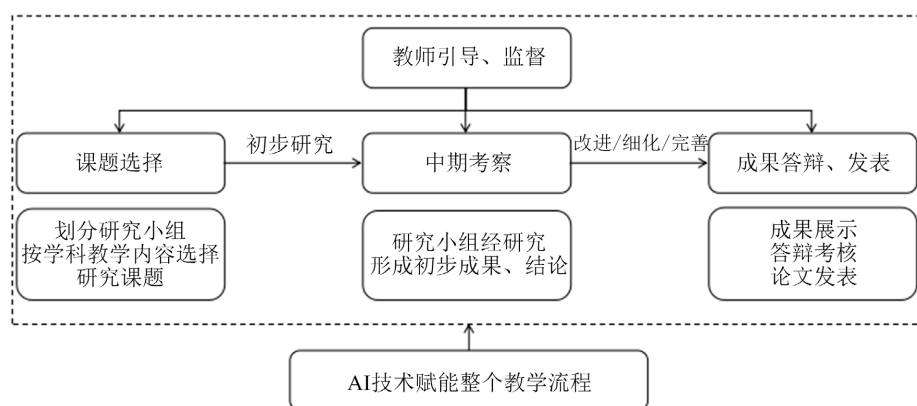 教师引导、监督
课题选择
初步研究
中期考察
改进/细化/完善
成果答辩、发表
划分研究小组
按学科教学内容选择
研究课题
研究小组经研究
形成初步成果、结论
成果展示
答辩考核
论文发表
AI技术赋能整个教学流程